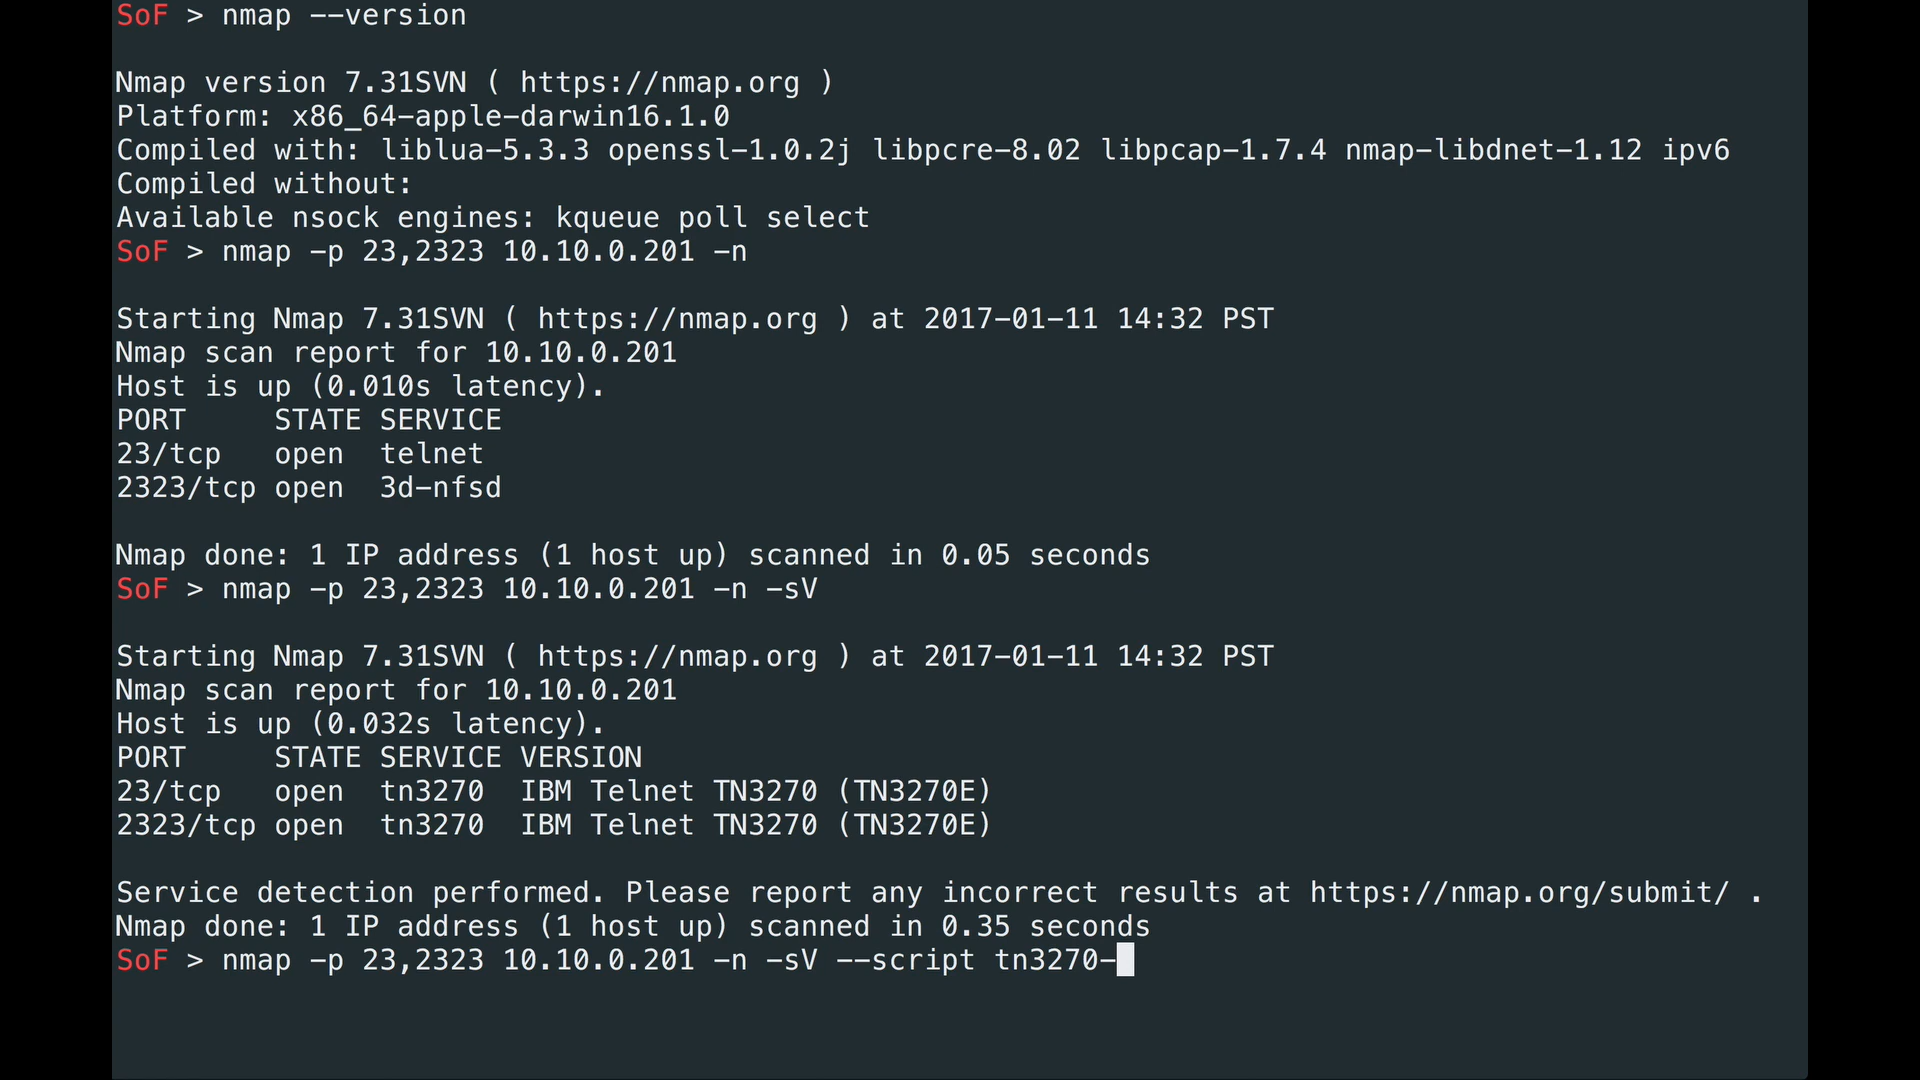 SoF > nmap --version
Nmap version 7.31SVN ( https://nmap.org )
Platform: x86_64-apple-darwin16.1.0
Compiled with: liblua-5.3.3 openssl-1.0.2j libpcre-8.02 libpcap-1.7.4 nmap-libdnet-1.12 ipv6
Compiled without:
Available nsock engines: kqueue poll select
SoF > nmap -p 23,2323 10.10.0.201 -n
Starting Nmap 7.31SVN ( https://nmap.org ) at 2017-01-11 14:32 PST
Nmap scan report for 10.10.0.201
Host is up (0.010s latency).
PORT     STATE SERVICE
23/tcp   open  telnet
2323/tcp open  3d-nfsd
Nmap done: 1 IP address (1 host up) scanned in 0.05 seconds
SoF > nmap -p 23,2323 10.10.0.201 -n -sV
Starting Nmap 7.31SVN ( https://nmap.org ) at 2017-01-11 14:32 PST
Nmap scan report for 10.10.0.201
Host is up (0.032s latency).
PORT     STATE SERVICE VERSION
23/tcp   open  tn3270  IBM Telnet TN3270 (TN3270E)
2323/tcp open  tn3270  IBM Telnet TN3270 (TN3270E)
Service detection performed. Please report any incorrect results at https://nmap.org/submit/ .
Nmap done: 1 IP address (1 host up) scanned in 0.35 seconds
SoF > nmap -p 23,2323 10.10.0.201 -n -sV --script tn3270-